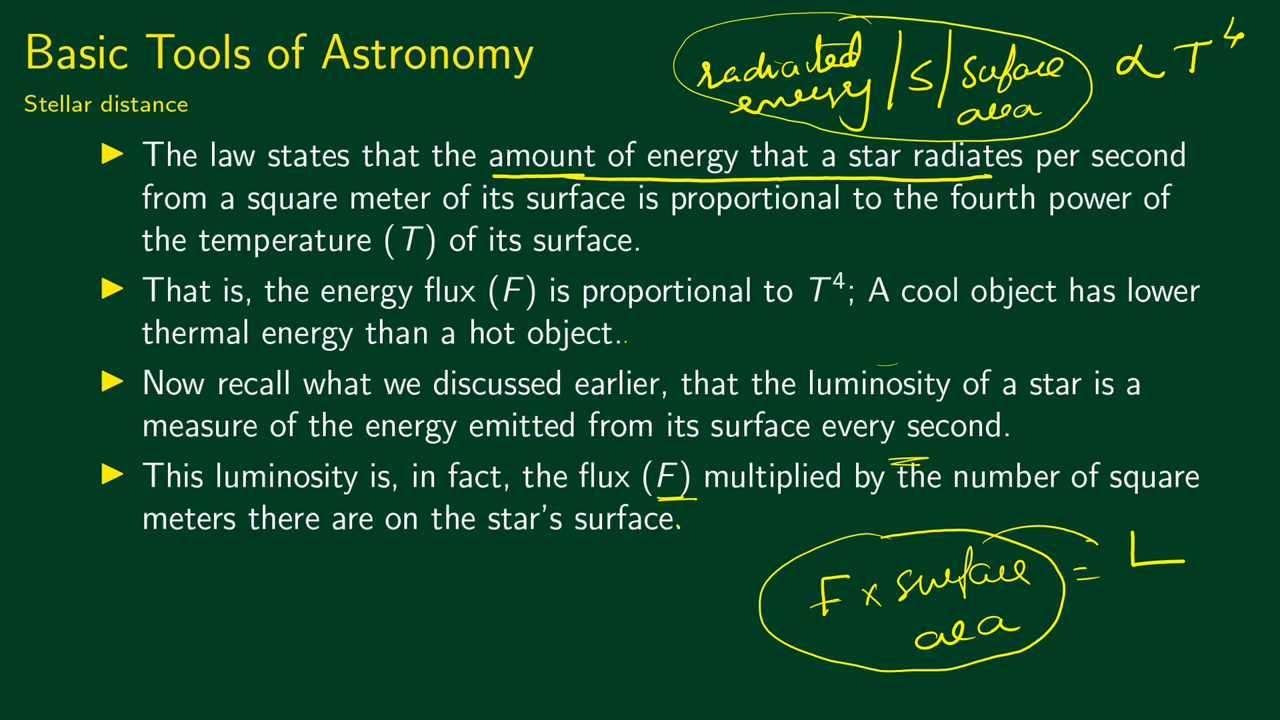 Basic Tools of Astronomy
Stellar distance
radiated energy /s/ surface area ∝ T⁴
▶ The law states that the amount of energy that a star radiates per second
from a square meter of its surface is proportional to the fourth power of
the temperature (T) of its surface.
▶ That is, the energy flux (F) is proportional to T⁴; A cool object has lower
thermal energy than a hot object..
▶ Now recall what we discussed earlier, that the luminosity of a star is a
measure of the energy emitted from its surface every second.
▶ This luminosity is, in fact, the flux (F) multiplied by the number of square
meters there are on the star's surface.
F x surface area = L